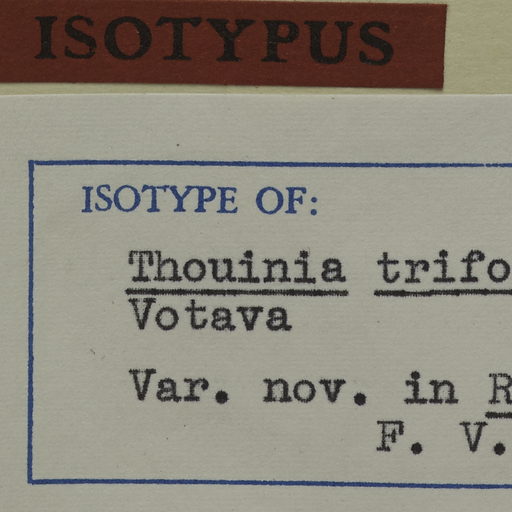 ISOTYPUS
ISOTYPE OF:
Thouinia trifo
Votava
Var. nov. in R
F. V.